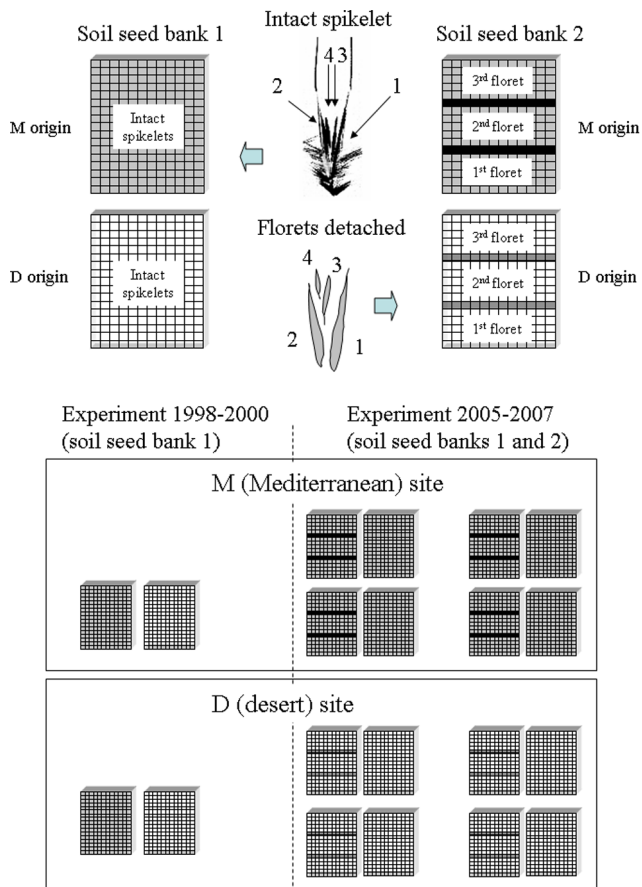 Soil seed bank 1
Intact spikelet
Soil seed bank 2
4 3
2
1
M origin
Intact
spikelets
3rd floret
2nd floret
1st floret
M origin
Florets detached
D origin
Intact
spikelets
4
3
2
1
3rd floret
2nd floret
1st floret
D origin
Experiment 1998-2000
(soil seed bank 1)
Experiment 2005-2007
(soil seed banks 1 and 2)
M (Mediterranean) site
D (desert) site